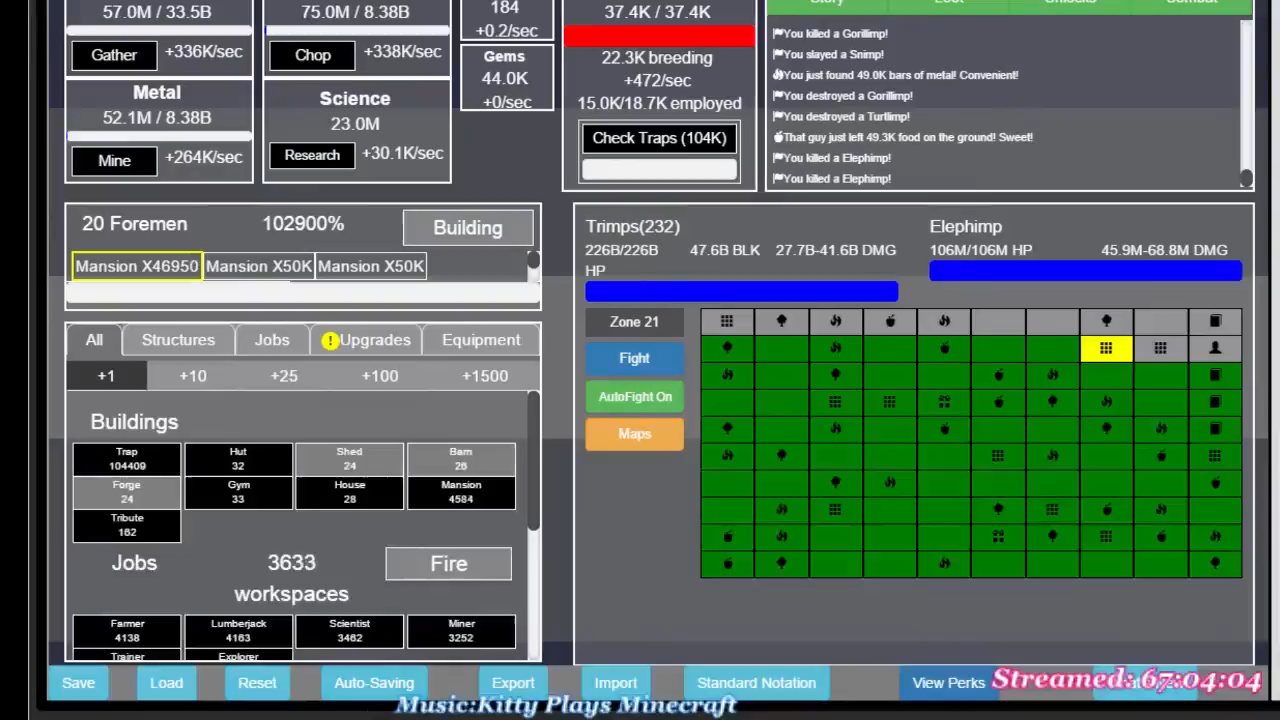 57.0M / 33.5B
Gather +336K/sec
75.0M / 8.38B
Chop +338K/sec
184
+0.2/sec
Gems
44.0K
+0/sec
Metal
52.1M / 8.38B
Mine +264K/sec
Science
23.0M
Research +30.1K/sec
37.4K / 37.4K
22.3K breeding
+472/sec
15.0K/18.7K employed
Check Traps (104K)
You killed a Gorillimp!
You slayed a Snimp!
You just found 49.0K bars of metal! Convenient!
You destroyed a Gorillimp!
You destroyed a Turtlimp!
That guy just left 49.3K food on the ground! Sweet!
You killed a Elephimp!
You killed a Elephimp!
20 Foremen 102900% Building
Mansion X46950 Mansion X50K Mansion X50K
All Structures Jobs ! Upgrades Equipment
+1 +10 +25 +100 +1500
Buildings
Trap Hut Shed Barn
104409 32 24 26
Forge Gym House Mansion
24 33 28 4584
Tribute
162
Jobs 3633 Fire
workspaces
Farmer Lumberjack Scientist Miner
4138 4163 3462 3252
Trainer Explorer
Trimps(232) Elephimp
226B/226B 47.6B BLK 27.7B-41.6B DMG 106M/106M HP 45.9M-68.8M DMG
HP
Zone 21
Fight
AutoFight On
Maps
Save Load Reset Auto-Saving Export Import Standard Notation View Perks
Streamed: 67:04:04
Music:Kitty Plays Minecraft